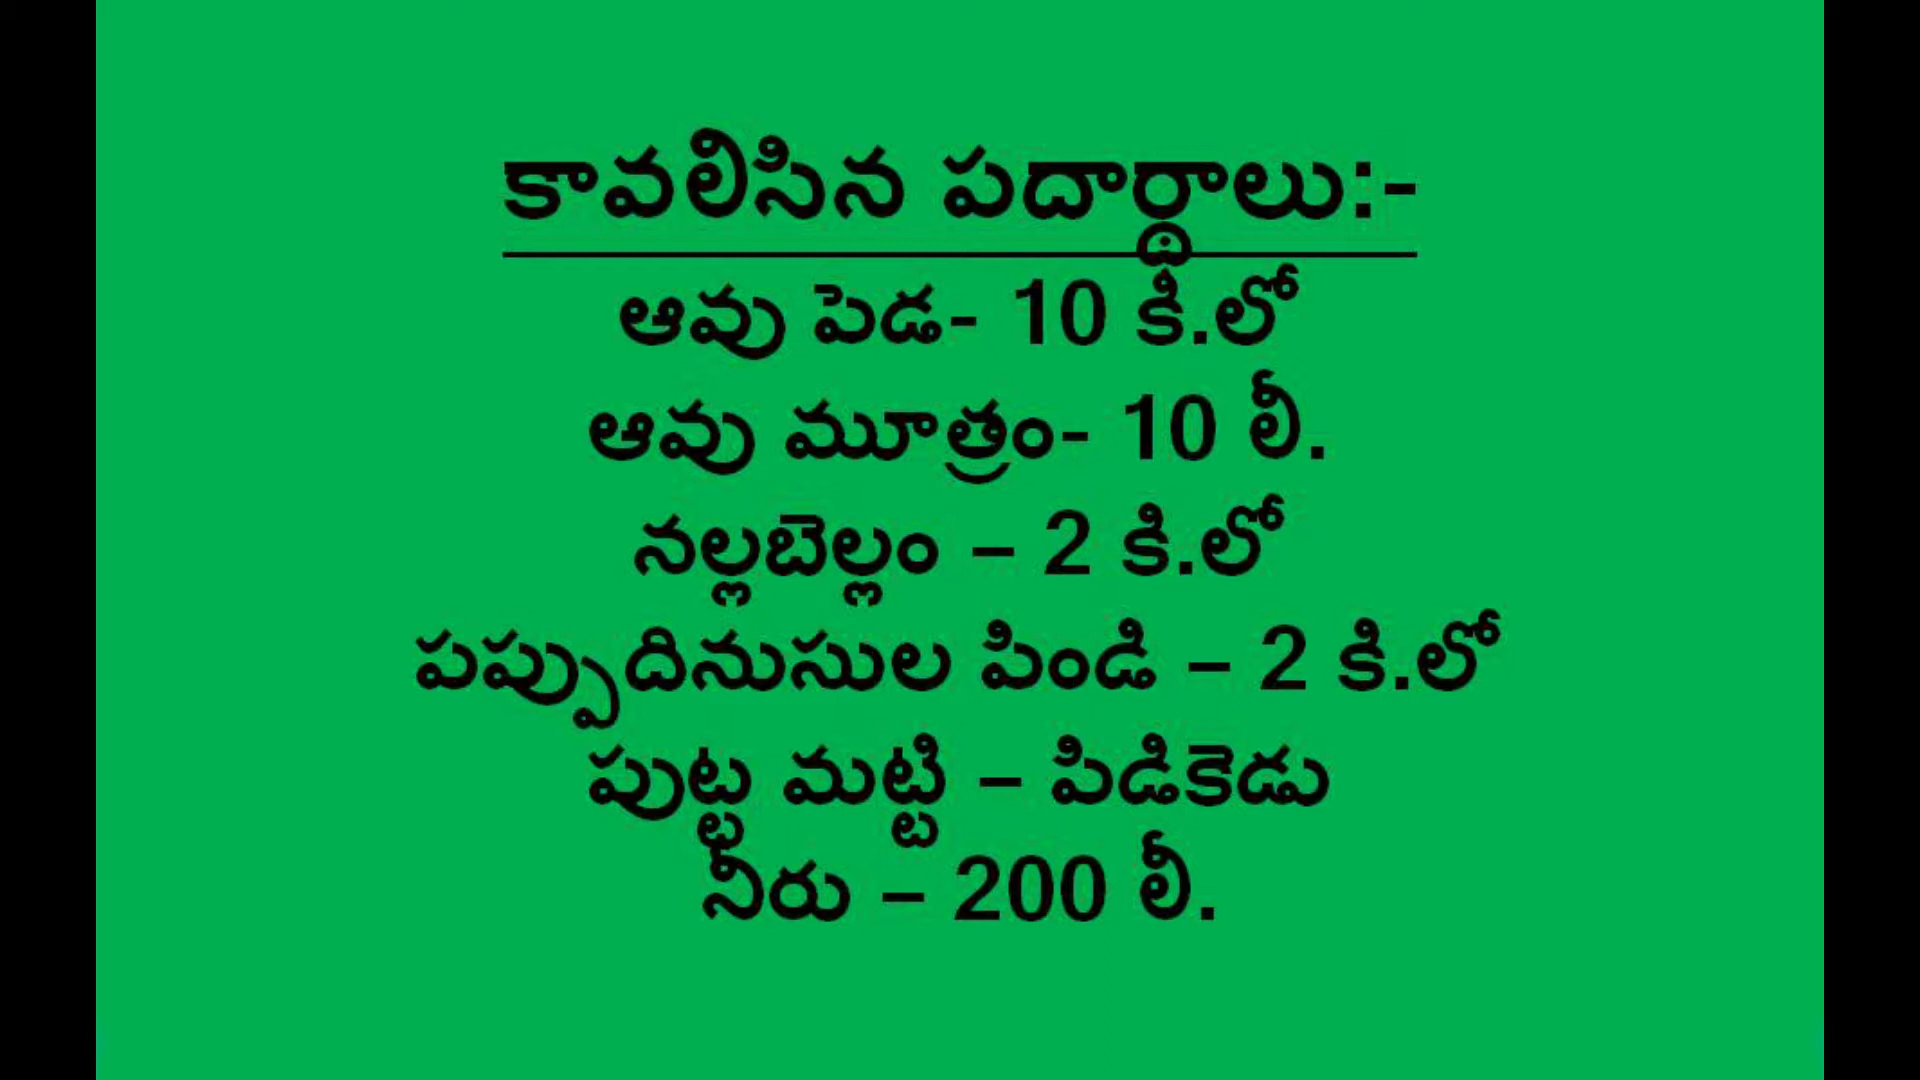 కావలిసిన పదార్థాలు:-
ఆవు పెడ- 10 కి.లో
ఆవు మూత్రం- 10 లీ.
నల్లబెల్లం – 2 కి.లో
పప్పుదినుసుల పిండి – 2 కి.లో
పుట్ట మట్టి – పిడికెడు
నీరు – 200 లీ.